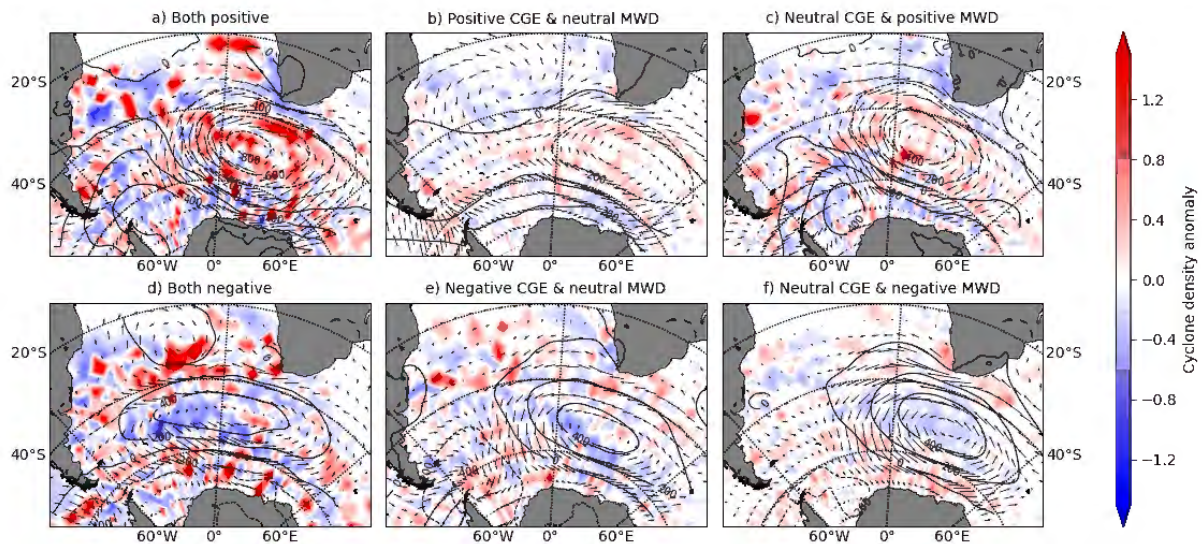 a) Both positive
b) Positive CGE & neutral MWD
c) Neutral CGE & positive MWD
20°S
40°S
60°W 0° 60°E
60°W 0° 60°E
60°W 0° 60°E
20°S
40°S
d) Both negative
e) Negative CGE & neutral MWD
f) Neutral CGE & negative MWD
20°S
40°S
60°W 0° 60°E
60°W 0° 60°E
60°W 0° 60°E
20°S
40°S
1.2
0.8
0.4
0.0
−0.4
−0.8
−1.2
Cyclone density anomaly